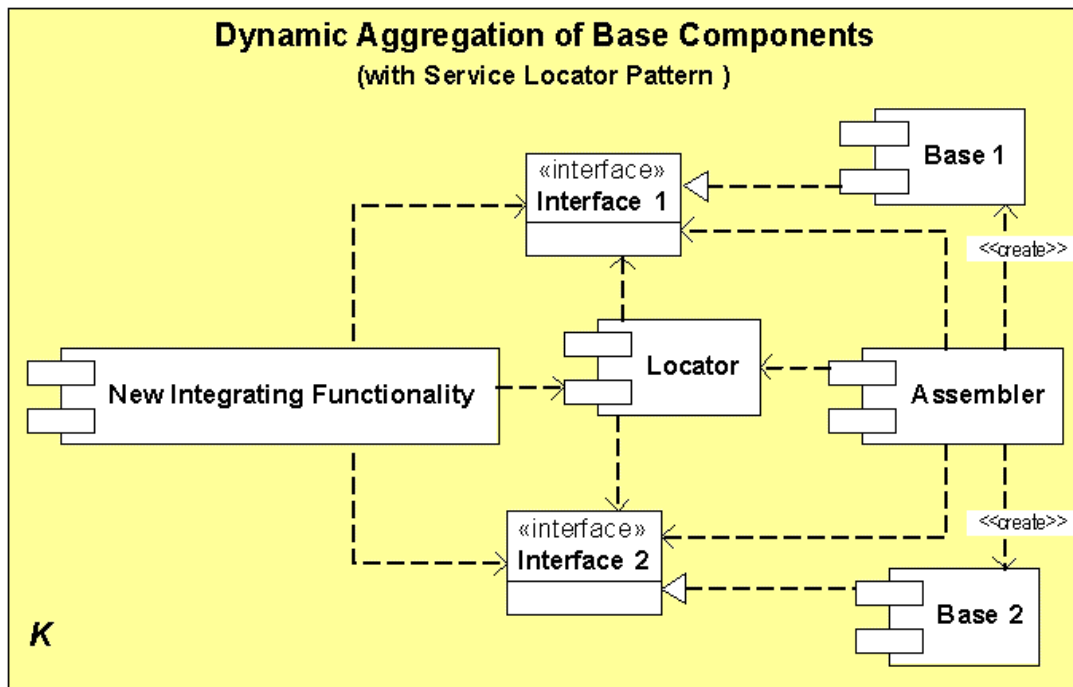 Dynamic Aggregation of Base Components
(with Service Locator Pattern )
Base 1
«interface»
Interface 1
<<create>>
New Integrating Functionality
Locator
Assembler
«interface»
Interface 2
<<create>>
Base 2
K